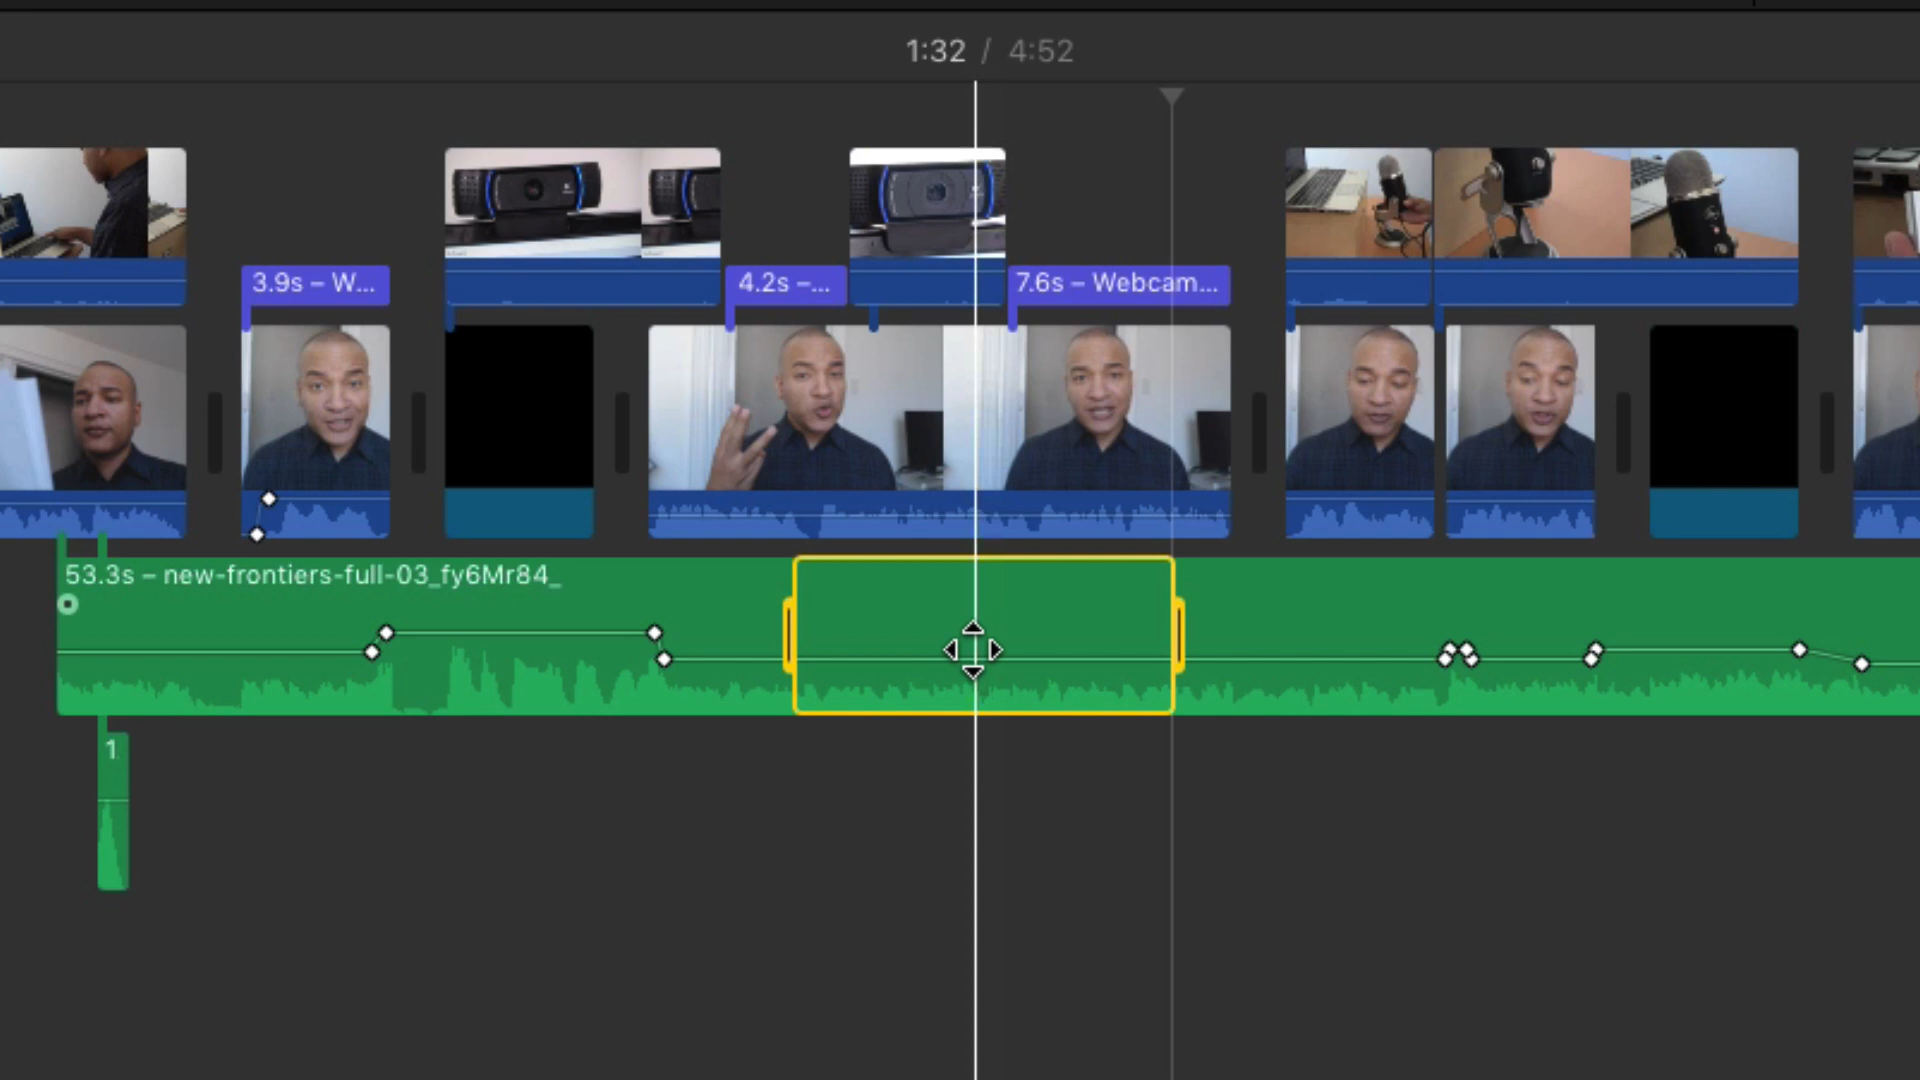 1:32 / 4:52
3.9s – W...
4.2s –...
7.6s – Webcam...
53.3s – new-frontiers-full-03_fy6Mr84_
1